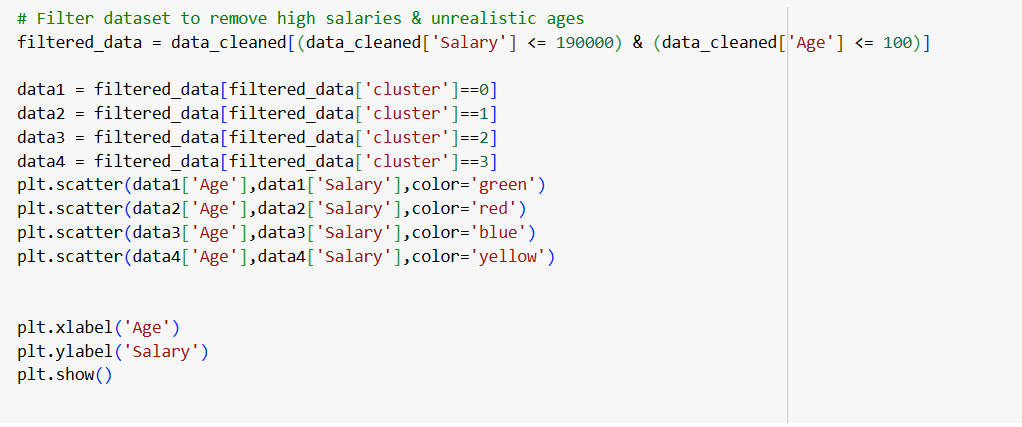 # Filter dataset to remove high salaries & unrealistic ages
filtered_data = data_cleaned[(data_cleaned['Salary'] <= 190000) & (data_cleaned['Age'] <= 100)]
data1 = filtered_data[filtered_data['cluster']==0]
data2 = filtered_data[filtered_data['cluster']==1]
data3 = filtered_data[filtered_data['cluster']==2]
data4 = filtered_data[filtered_data['cluster']==3]
plt.scatter(data1['Age'],data1['Salary'],color='green')
plt.scatter(data2['Age'],data2['Salary'],color='red')
plt.scatter(data3['Age'],data3['Salary'],color='blue')
plt.scatter(data4['Age'],data4['Salary'],color='yellow')
plt.xlabel('Age')
plt.ylabel('Salary')
plt.show()